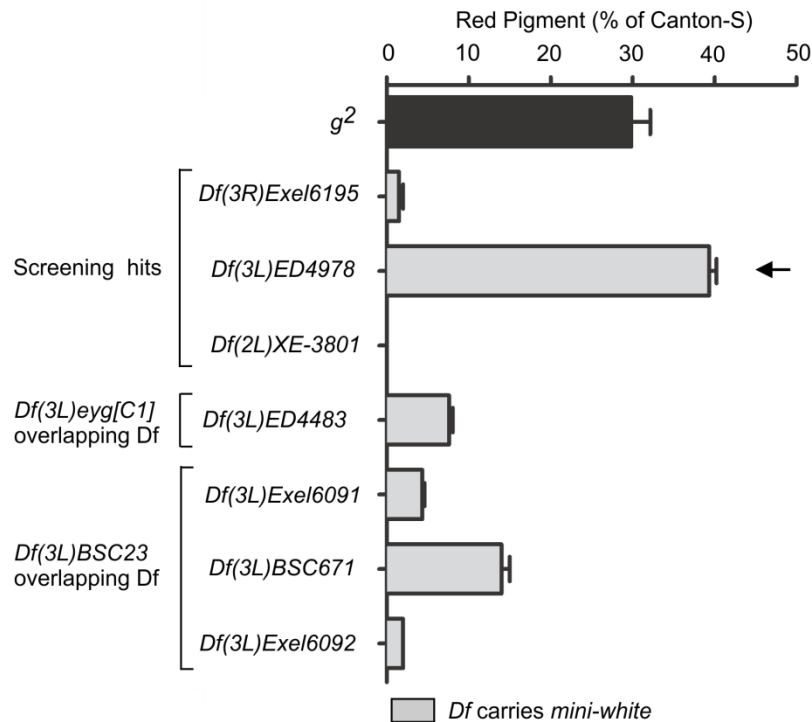 Red Pigment (% of Canton-S)
0 10 20 30 40 50
g2
Df(3R)Exel6195
Screening hits
Df(3L)ED4978
Df(2L)XE-3801
Df(3L)eyg[C1]
overlapping Df
Df(3L)ED4483
Df(3L)Exel6091
Df(3L)BSC23
overlapping Df
Df(3L)BSC671
Df(3L)Exel6092
Df carries mini-white